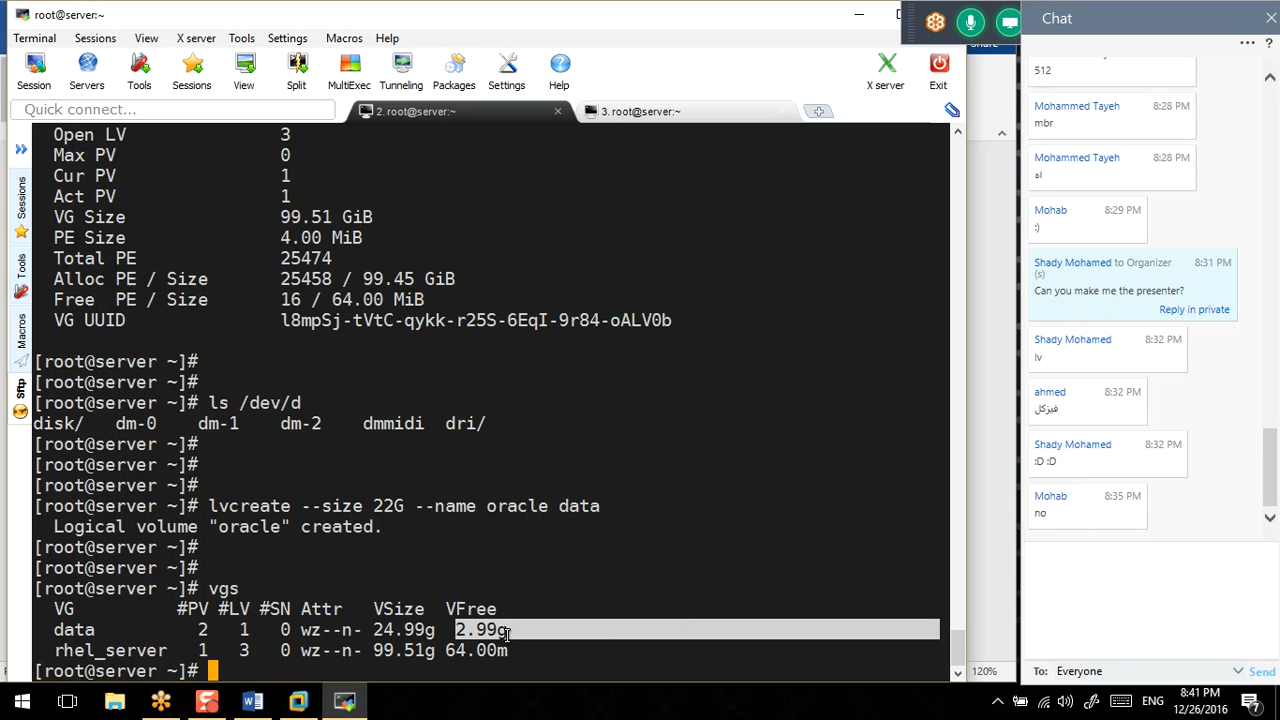 root@server:~
Terminal Sessions View X server Tools Settings Macros Help
Session Servers Tools Sessions View Split MultiExec Tunneling Packages Settings Help X server Exit
Quick connect...
2. root@server:~
3. root@server:~
Sessions
Tools
Macros
Sftp
Open LV 3
Max PV 0
Cur PV 1
Act PV 1
VG Size 99.51 GiB
PE Size 4.00 MiB
Total PE 25474
Alloc PE / Size 25458 / 99.45 GiB
Free PE / Size 16 / 64.00 MiB
VG UUID l8mpSj-tVtC-qykk-r25S-6EqI-9r84-oALV0b
[root@server ~]#
[root@server ~]#
[root@server ~]# ls /dev/d
disk/ dm-0 dm-1 dm-2 dmmidi dri/
[root@server ~]#
[root@server ~]#
[root@server ~]#
[root@server ~]# lvcreate --size 22G --name oracle data
Logical volume "oracle" created.
[root@server ~]#
[root@server ~]#
[root@server ~]# vgs
VG #PV #LV #SN Attr VSize VFree
data 2 1 0 wz--n- 24.99g 2.99g
rhel_server 1 3 0 wz--n- 99.51g 64.00m
[root@server ~]#
Share
120%
Chat
512
Mohammed Tayeh 8:28 PM
mbr
Mohammed Tayeh 8:28 PM
اه
Mohab 8:29 PM
:)
Shady Mohamed to Organizer 8:31 PM
(s)
Can you make me the presenter?
Reply in private
Shady Mohamed 8:32 PM
lv
ahmed 8:32 PM
فيزكل
Shady Mohamed 8:32 PM
:D :D
Mohab 8:35 PM
no
To: Everyone Send
ENG
8:41 PM
12/26/2016
7